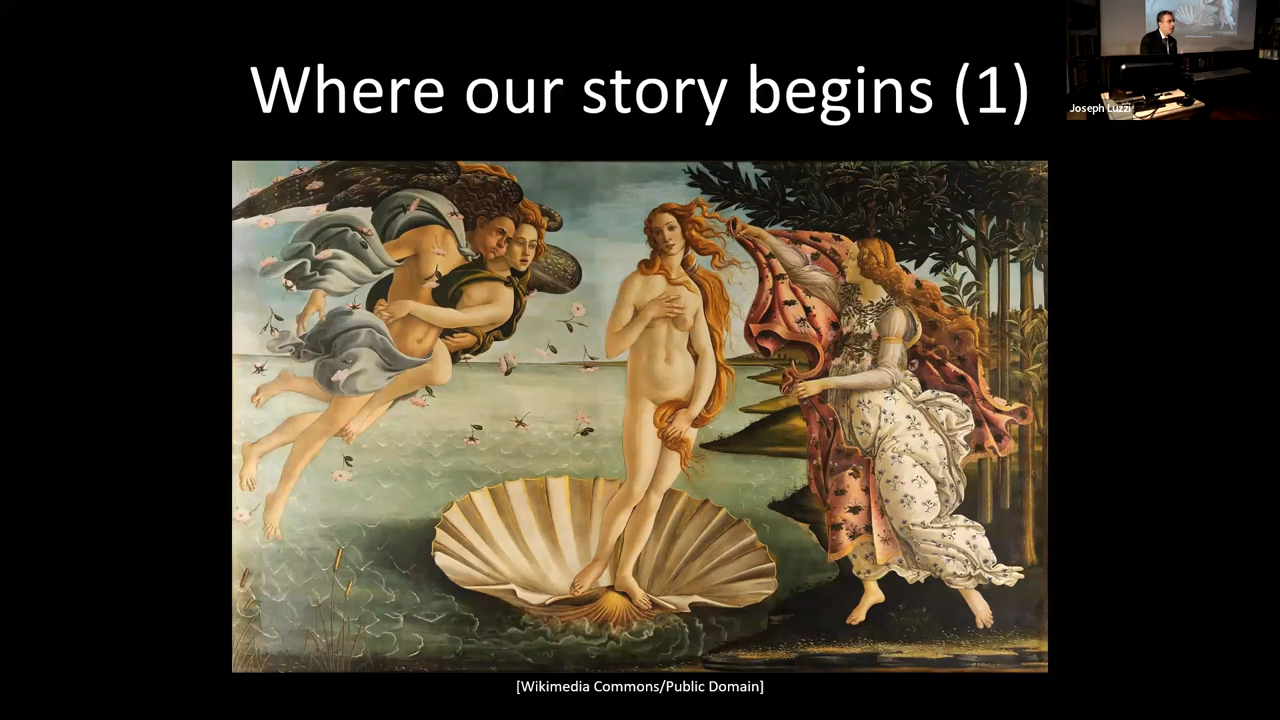 Where our story begins (1)
Joseph Luzzi
[Wikimedia Commons/Public Domain]